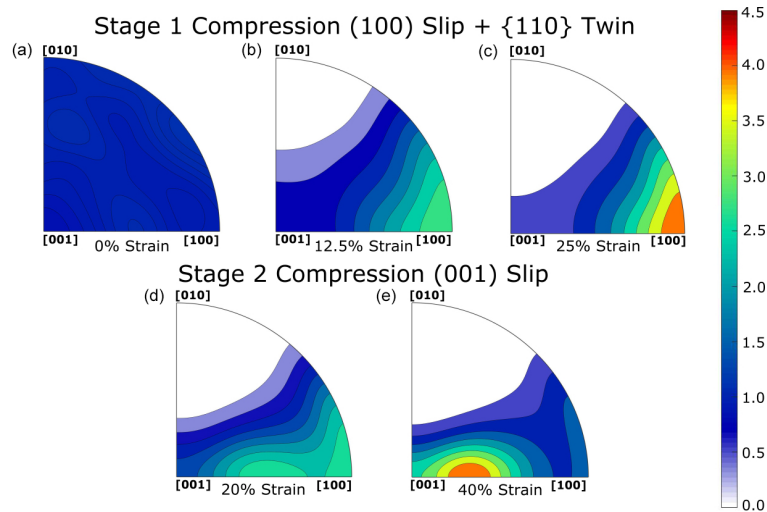 Stage 1 Compression (100) Slip + {110} Twin
(a) [010]
[001] 0% Strain [100]
(b) [010]
[001] 12.5% Strain [100]
(c) [010]
[001] 25% Strain [100]
Stage 2 Compression (001) Slip
(d) [010]
[001] 20% Strain [100]
(e) [010]
[001] 40% Strain [100]
4.5
4.0
3.5
3.0
2.5
2.0
1.5
1.0
0.5
0.0